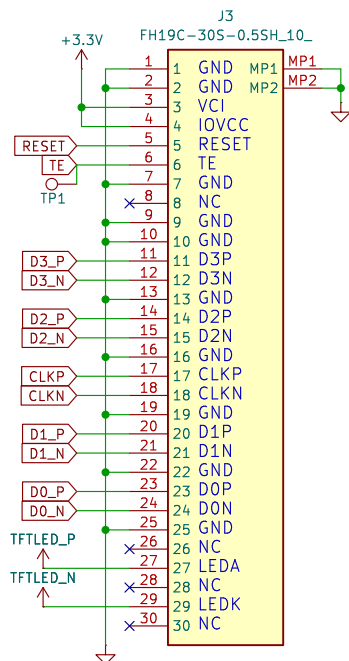 J3
FH19C-30S-0.5SH_10_
+3.3V
1 1 GND MP1 MP1
2 2 GND MP2 MP2
3 3 VCI
4 4 IOVCC
RESET 5 5 RESET
TE 6 6 TE
7 7 GND
TP1 8 8 NC
9 9 GND
10 10 GND
D3_P 11 11 D3P
D3_N 12 12 D3N
13 13 GND
D2_P 14 14 D2P
D2_N 15 15 D2N
16 16 GND
CLKP 17 17 CLKP
CLKN 18 18 CLKN
19 19 GND
D1_P 20 20 D1P
D1_N 21 21 D1N
22 22 GND
D0_P 23 23 D0P
D0_N 24 24 D0N
25 25 GND
TFTLED_P 26 26 NC
27 27 LEDA
TFTLED_N 28 28 NC
29 29 LEDK
30 30 NC